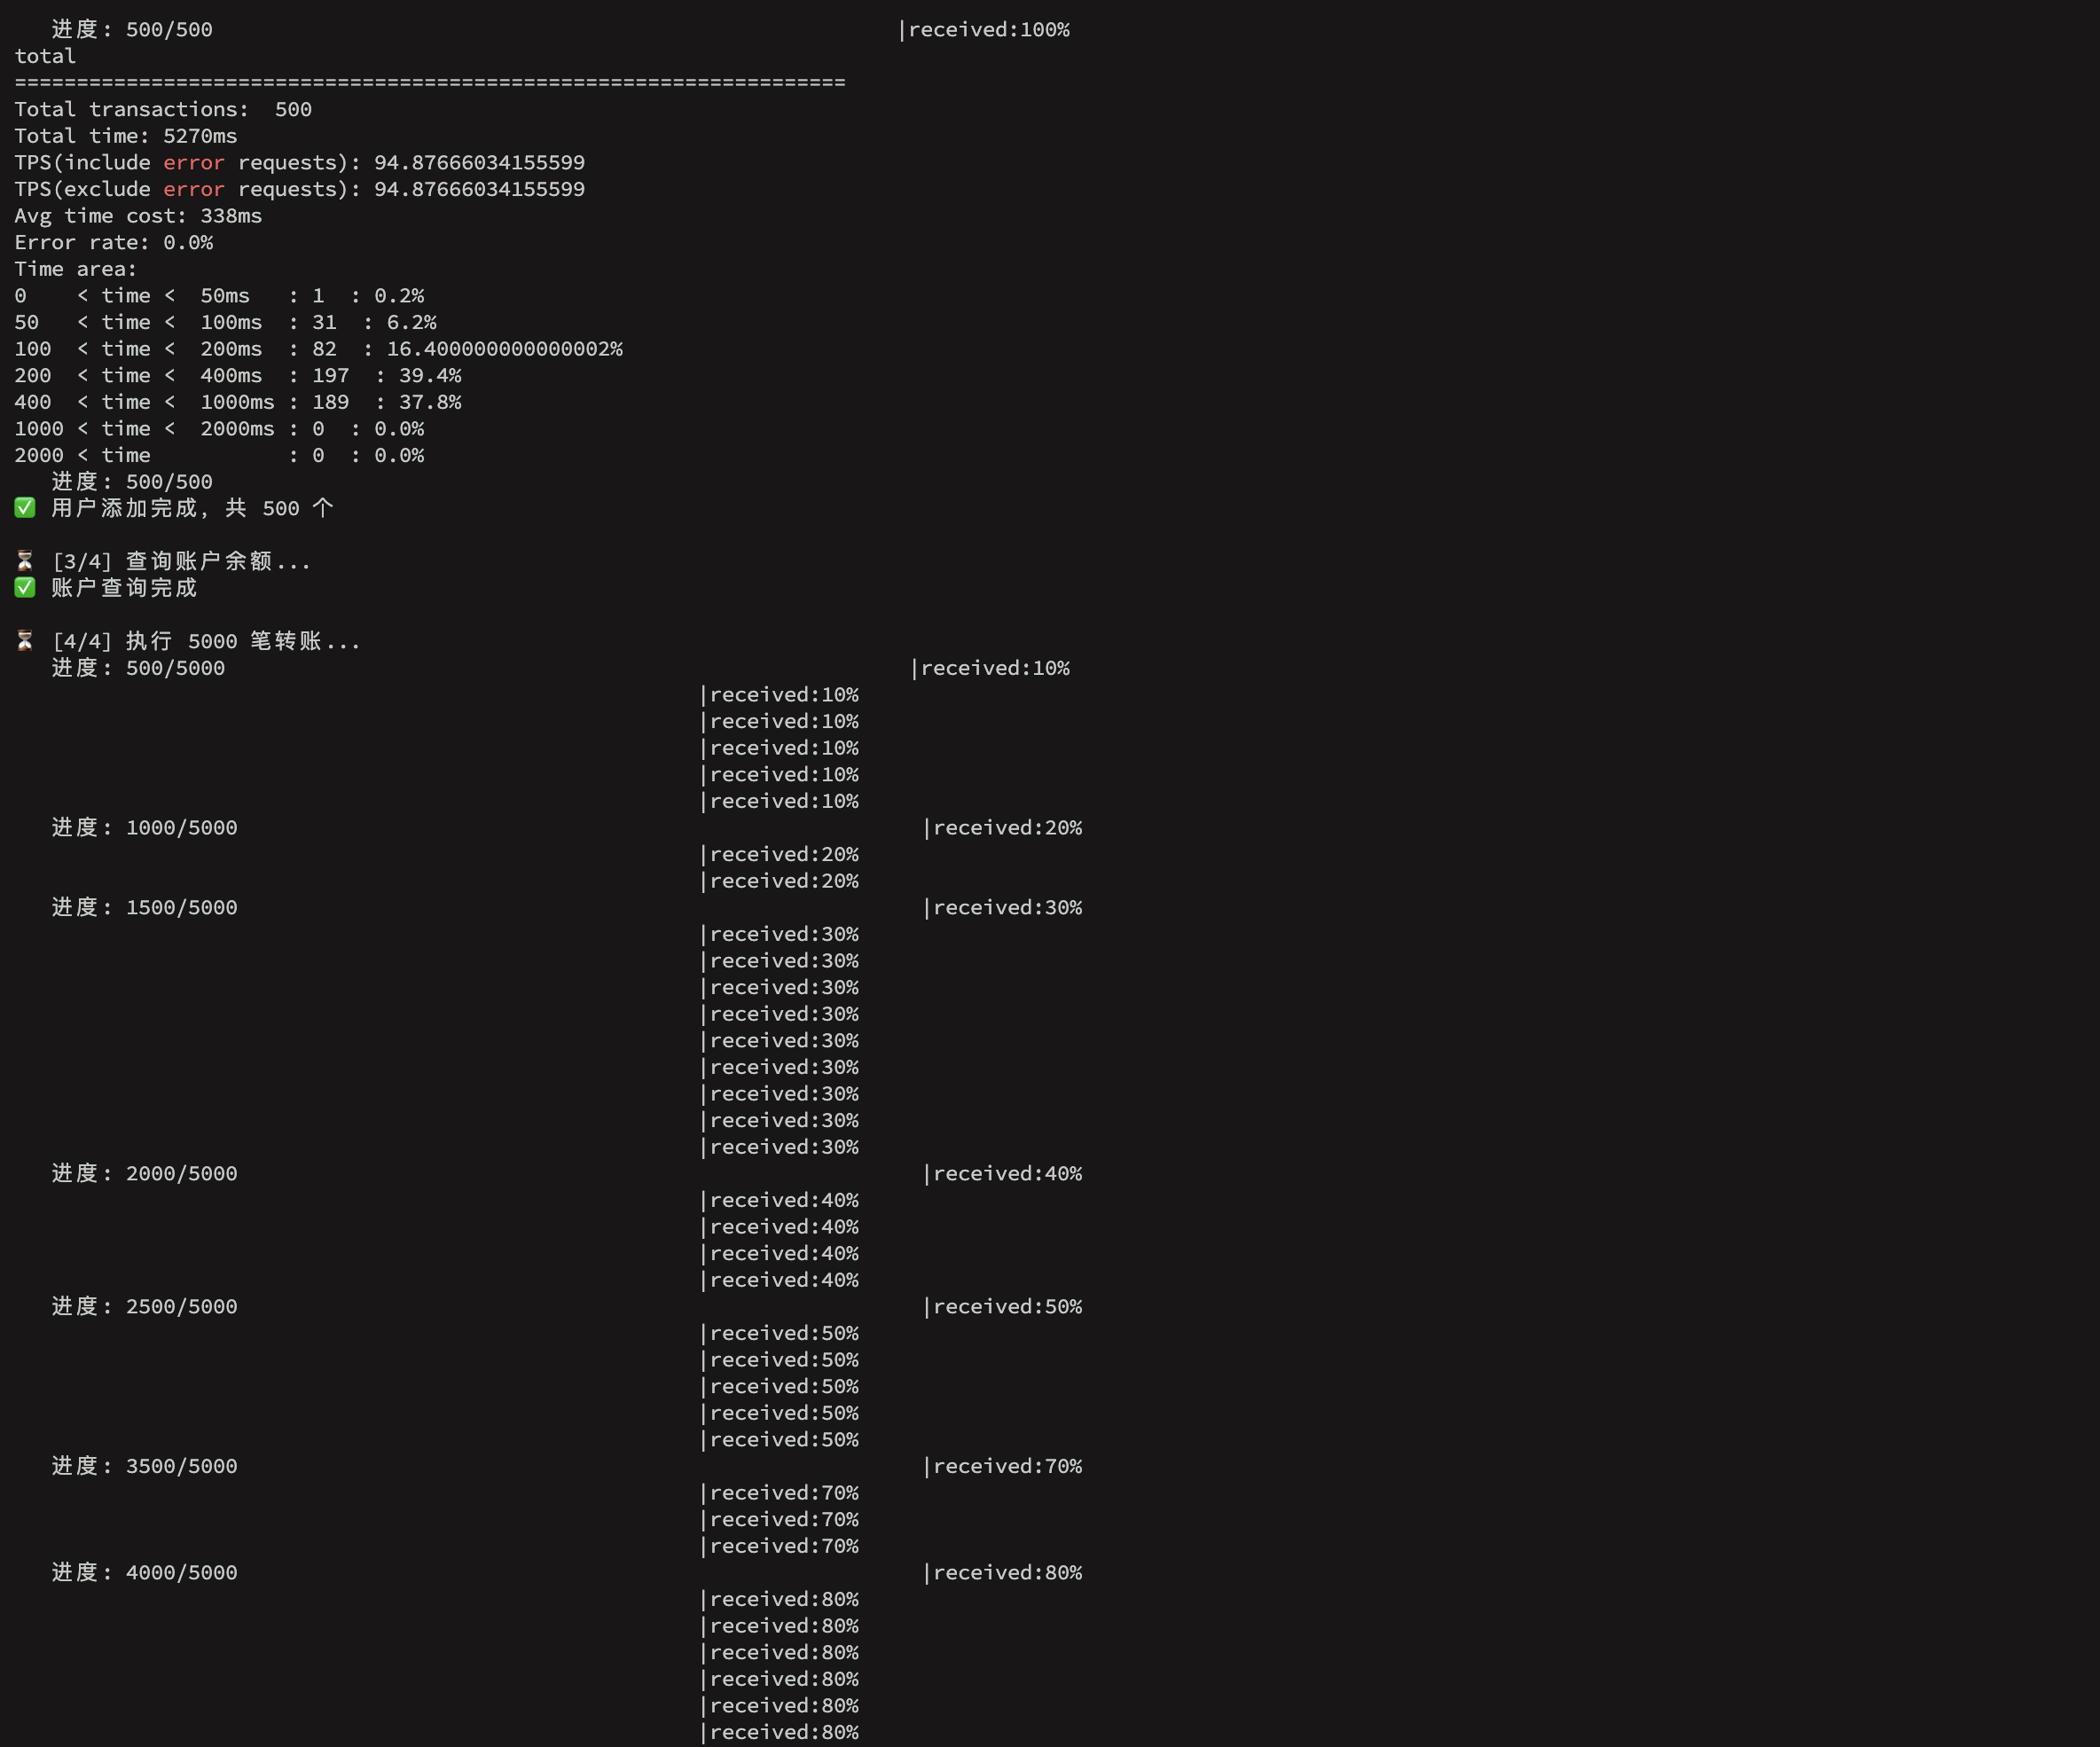 进度: 500/500 |received:100%
total
===================================================================
Total transactions:  500
Total time: 5270ms
TPS(include error requests): 94.87666034155599
TPS(exclude error requests): 94.87666034155599
Avg time cost: 338ms
Error rate: 0.0%
Time area:
0    < time <  50ms   : 1  : 0.2%
50   < time <  100ms  : 31  : 6.2%
100  < time <  200ms  : 82  : 16.400000000000002%
200  < time <  400ms  : 197  : 39.4%
400  < time <  1000ms : 189  : 37.8%
1000 < time <  2000ms : 0  : 0.0%
2000 < time           : 0  : 0.0%
进度: 500/500
✅ 用户添加完成, 共 500 个
⏳ [3/4] 查询账户余额...
✅ 账户查询完成
⏳ [4/4] 执行 5000 笔转账...
进度: 500/5000 |received:10%
|received:10%
|received:10%
|received:10%
|received:10%
|received:10%
进度: 1000/5000 |received:20%
|received:20%
|received:20%
进度: 1500/5000 |received:30%
|received:30%
|received:30%
|received:30%
|received:30%
|received:30%
|received:30%
|received:30%
|received:30%
|received:30%
进度: 2000/5000 |received:40%
|received:40%
|received:40%
|received:40%
|received:40%
进度: 2500/5000 |received:50%
|received:50%
|received:50%
|received:50%
|received:50%
|received:50%
进度: 3500/5000 |received:70%
|received:70%
|received:70%
|received:70%
进度: 4000/5000 |received:80%
|received:80%
|received:80%
|received:80%
|received:80%
|received:80%
|received:80%